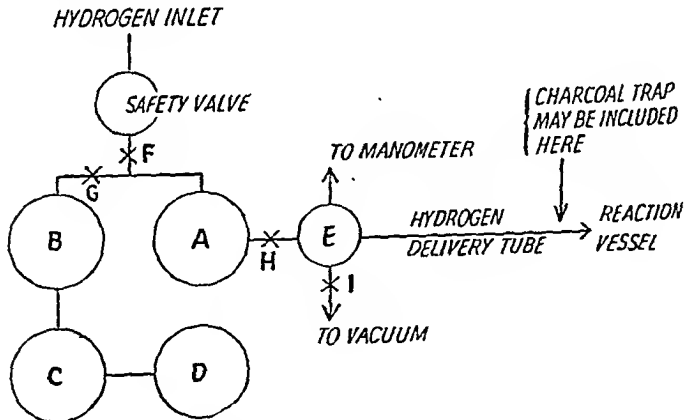 HYDROGEN INLET
SAFETY VALVE
F
G
CHARCOAL TRAP
MAY BE INCLUDED
HERE
TO MANOMETER
B
A
E
H
I
HYDROGEN
DELIVERY TUBE
REACTION
VESSEL
TO VACUUM
C
D